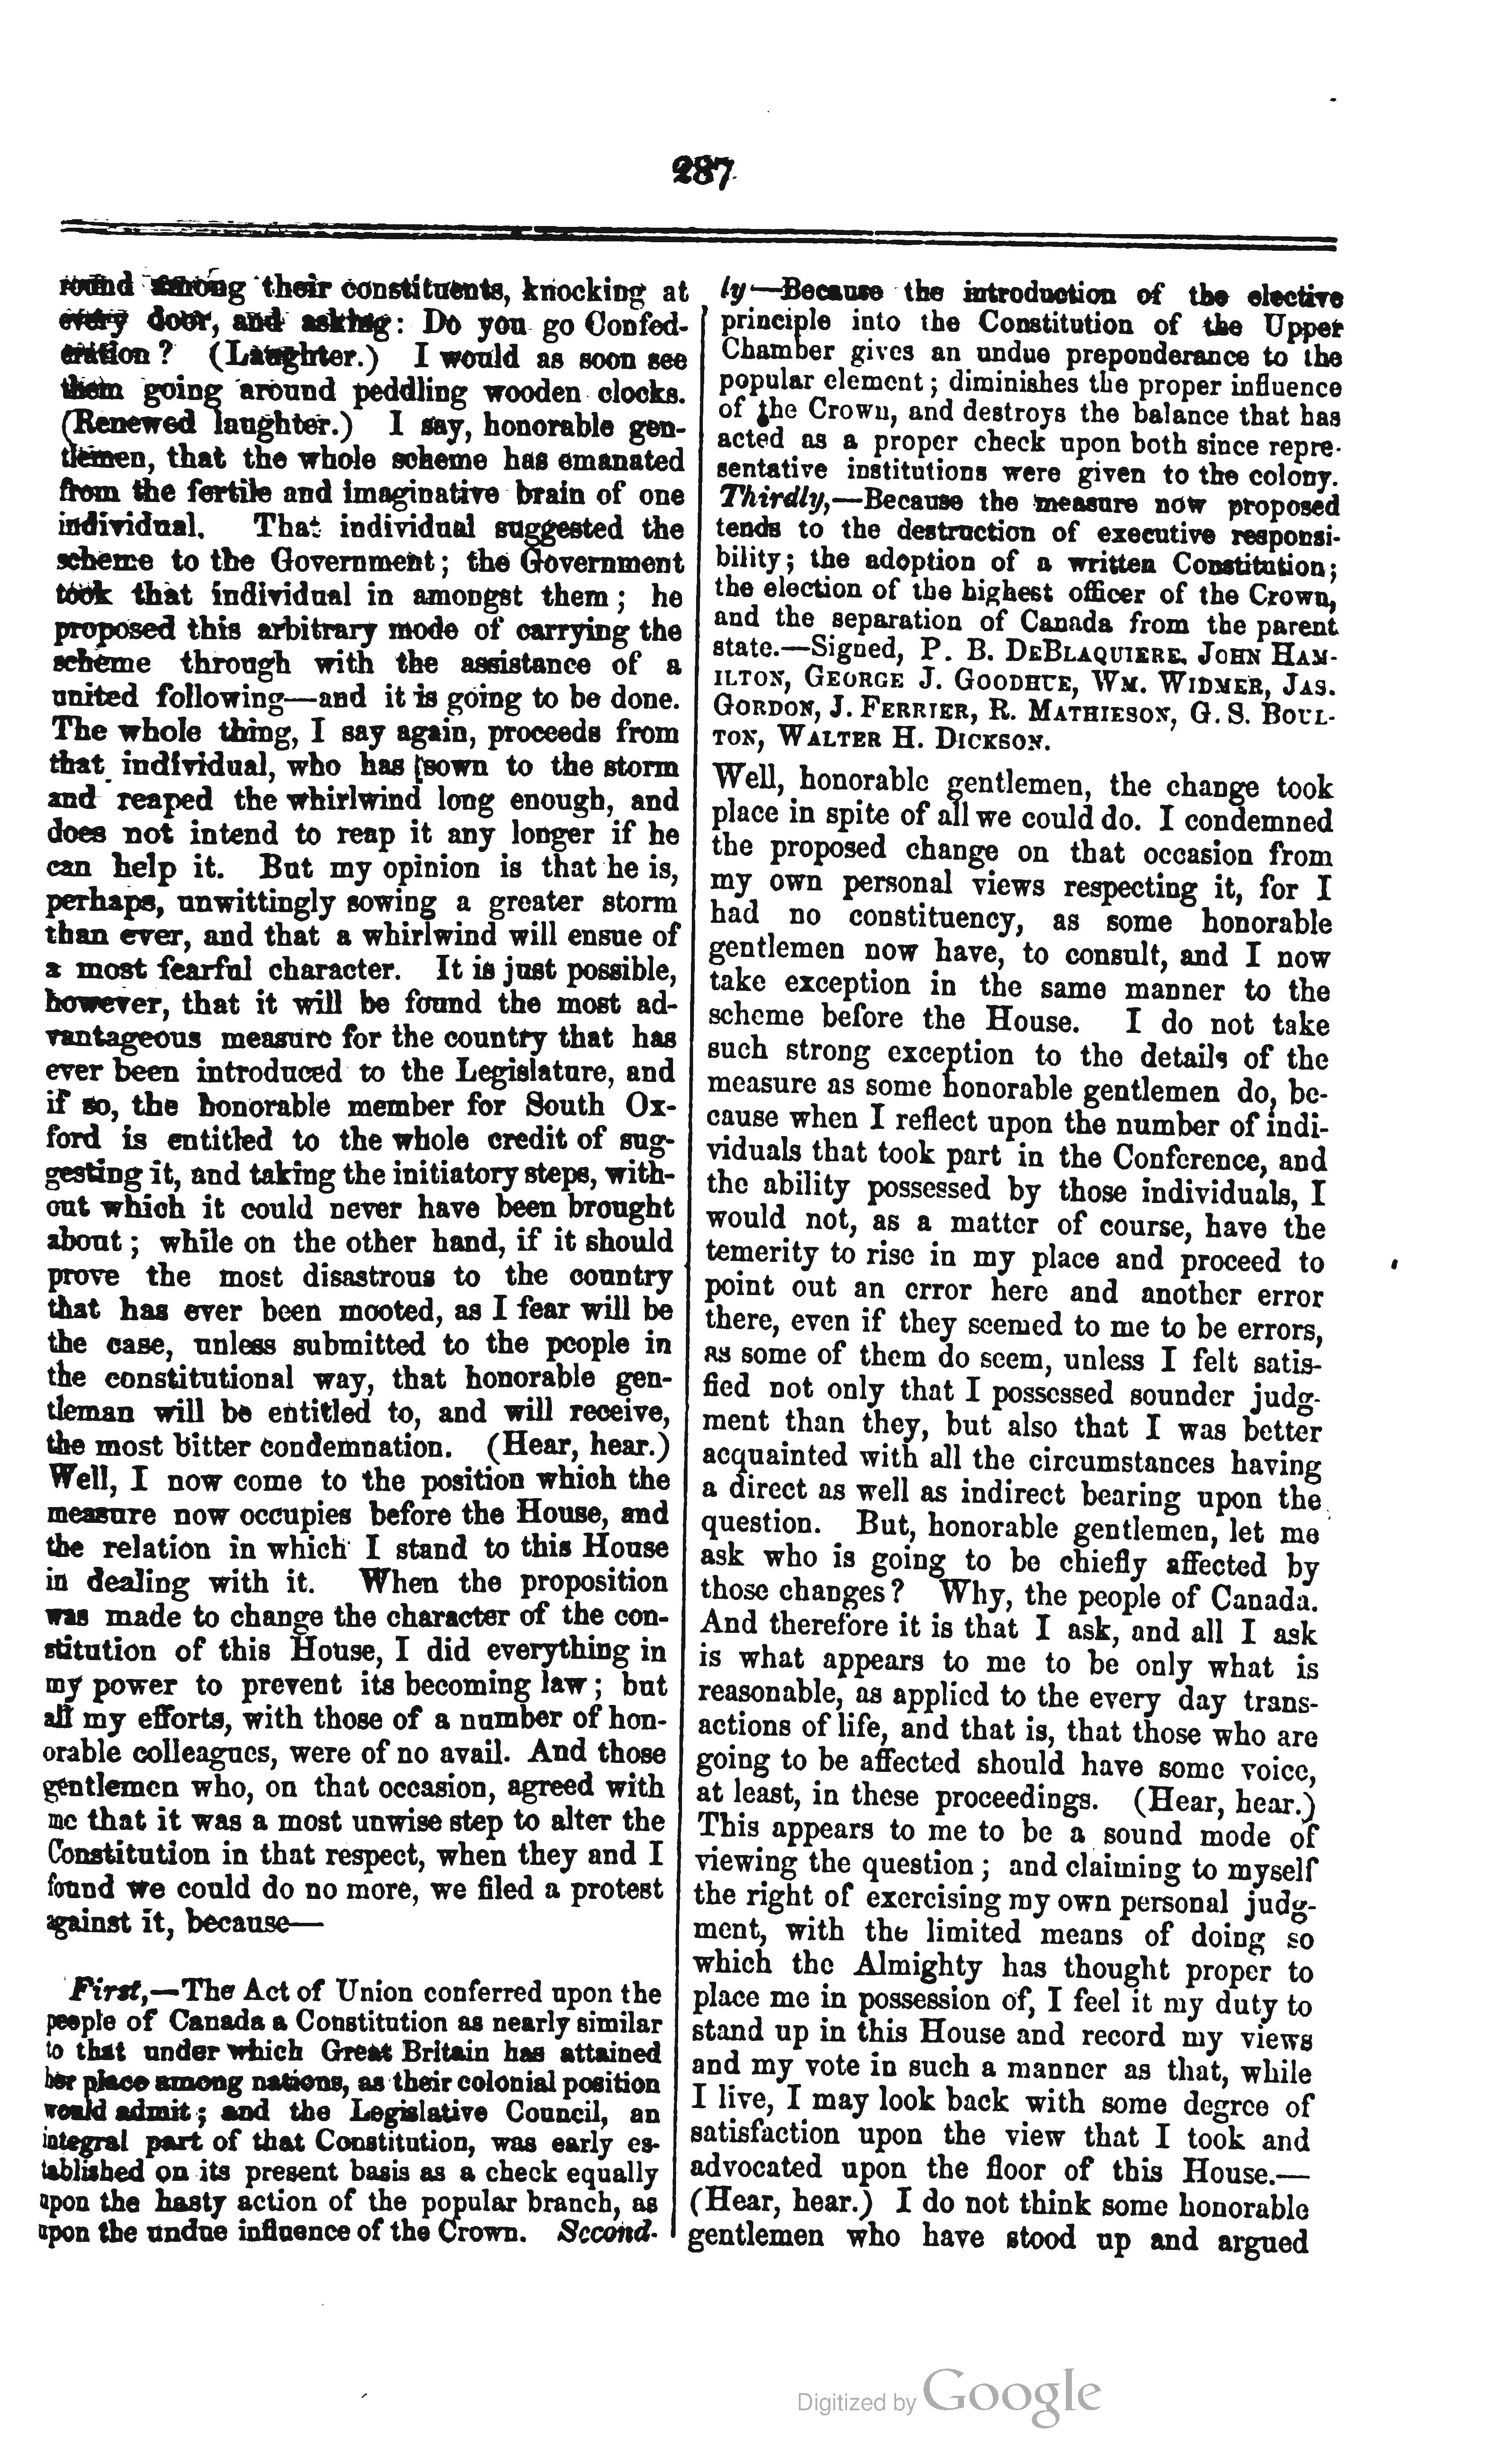 287
round among their constituents, knocking at
every door, and asking: Do you go Confed-
eration? (Laughter.) I would as soon see
them going around peddling wooden clocks.
(Renewed laughter.) I say, honorable gen-
tlemen, that the whole scheme has emanated
from the fertile and imaginative brain of one
individual. That individual suggested the
scheme to the Government; the Government
took that individual in amongst them; he
proposed this arbitrary mode of carrying the
scheme through with the assistance of a
united following—and it is going to be done.
The whole thing, I say again, proceeds from
that individual, who has sown to the storm
and reaped the whirlwind long enough, and
does not intend to reap it any longer if he
can help it. But my opinion is that he is,
perhaps, unwittingly sowing a greater storm
than ever, and that a whirlwind will ensue of
a most fearful character. It is just possible,
however, that it will be found the most ad-
vantageous measure for the country that has
ever been introduced to the Legislature, and
if so, the honorable member for South Ox-
ford is entitled to the whole credit of sug-
gesting it, and taking the initiatory steps, with-
out which it could never have been brought
about; while on the other hand, if it should
prove the most disastrous to the country
that has ever been mooted, as I fear will be
the case, unless submitted to the people in
the constitutional way, that honorable gen-
tleman will be entitled to, and will receive,
the most bitter condemnation. (Hear, hear.)
Well, I now come to the position which the
measure now occupies before the House, and
the relation in which I stand to this House
in dealing with it. When the proposition
was made to change the character of the con-
stitution of this House, I did everything in
my power to prevent its becoming law; but
all my efforts, with those of a number of hon-
orable colleagues, were of no avail. And those
gentlemen who, on that occasion, agreed with
me that it was a most unwise step to alter the
Constitution in that respect, when they and I
found we could do no more, we filed a protest
against it, because—
First,—The Act of Union conferred upon the
people of Canada a Constitution as nearly similar
to that under which Great Britain has attained
her place among nations, as their colonial position
would admit; and the Legislative Council, an
integral part of that Constitution, was early es-
tablished on its present basis as a check equally
upon the hasty action of the popular branch, as
upon the undue influence of the Crown. Second-
ly—Because the introduction of the elective
principle into the Constitution of the Upper
Chamber gives an undue preponderance to the
popular element; diminishes the proper influence
of the Crown, and destroys the balance that has
acted as a proper check upon both since repre-
sentative institutions were given to the colony.
Thirdly,—Because the measure now proposed
tends to the destruction of executive responsi-
bility; the adoption of a written Constitution;
the election of the highest officer of the Crown,
and the separation of Canada from the parent
state.—Signed, P. B. DEBLAQUIERE, JOHN HAM-
ILTON, GEORGE J. GOODHUE, WM. WIDMER, JAS.
GORDON, J. FERRIER, R. MATHIESON, G. S. BOUL-
TON, WALTER H. DICKSON.
Well, honorable gentlemen, the change took
place in spite of all we could do. I condemned
the proposed change on that occasion from
my own personal views respecting it, for I
had no constituency, as some honorable
gentlemen now have, to consult, and I now
take exception in the same manner to the
scheme before the House. I do not take
such strong exception to the details of the
measure as some honorable gentlemen do, be-
cause when I reflect upon the number of indi-
viduals that took part in the Conference, and
the ability possessed by those individuals, I
would not, as a matter of course, have the
temerity to rise in my place and proceed to
point out an error here and another error
there, even if they seemed to me to be errors,
as some of them do seem, unless I felt satis-
fied not only that I possessed sounder judg-
ment than they, but also that I was better
acquainted with all the circumstances having
a direct as well as indirect bearing upon the
question. But, honorable gentlemen, let me
ask who is going to be chiefly affected by
those changes? Why, the people of Canada.
And therefore it is that I ask, and all I ask
is what appears to me to be only what is
reasonable, as applied to the every day trans-
actions of life, and that is, that those who are
going to be affected should have some voice,
at least, in these proceedings. (Hear, hear.)
This appears to me to be a sound mode of
viewing the question; and claiming to myself
the right of exercising my own personal judg-
ment, with the limited means of doing so
which the Almighty has thought proper to
place me in possession of, I feel it my duty to
stand up in this House and record my views
and my vote in such a manner as that, while
I live, I may look back with some degree of
satisfaction upon the view that I took and
advocated upon the floor of this House.—
(Hear, hear.) I do not think some honorable
gentlemen who have stood up and argued
Digitized by Google